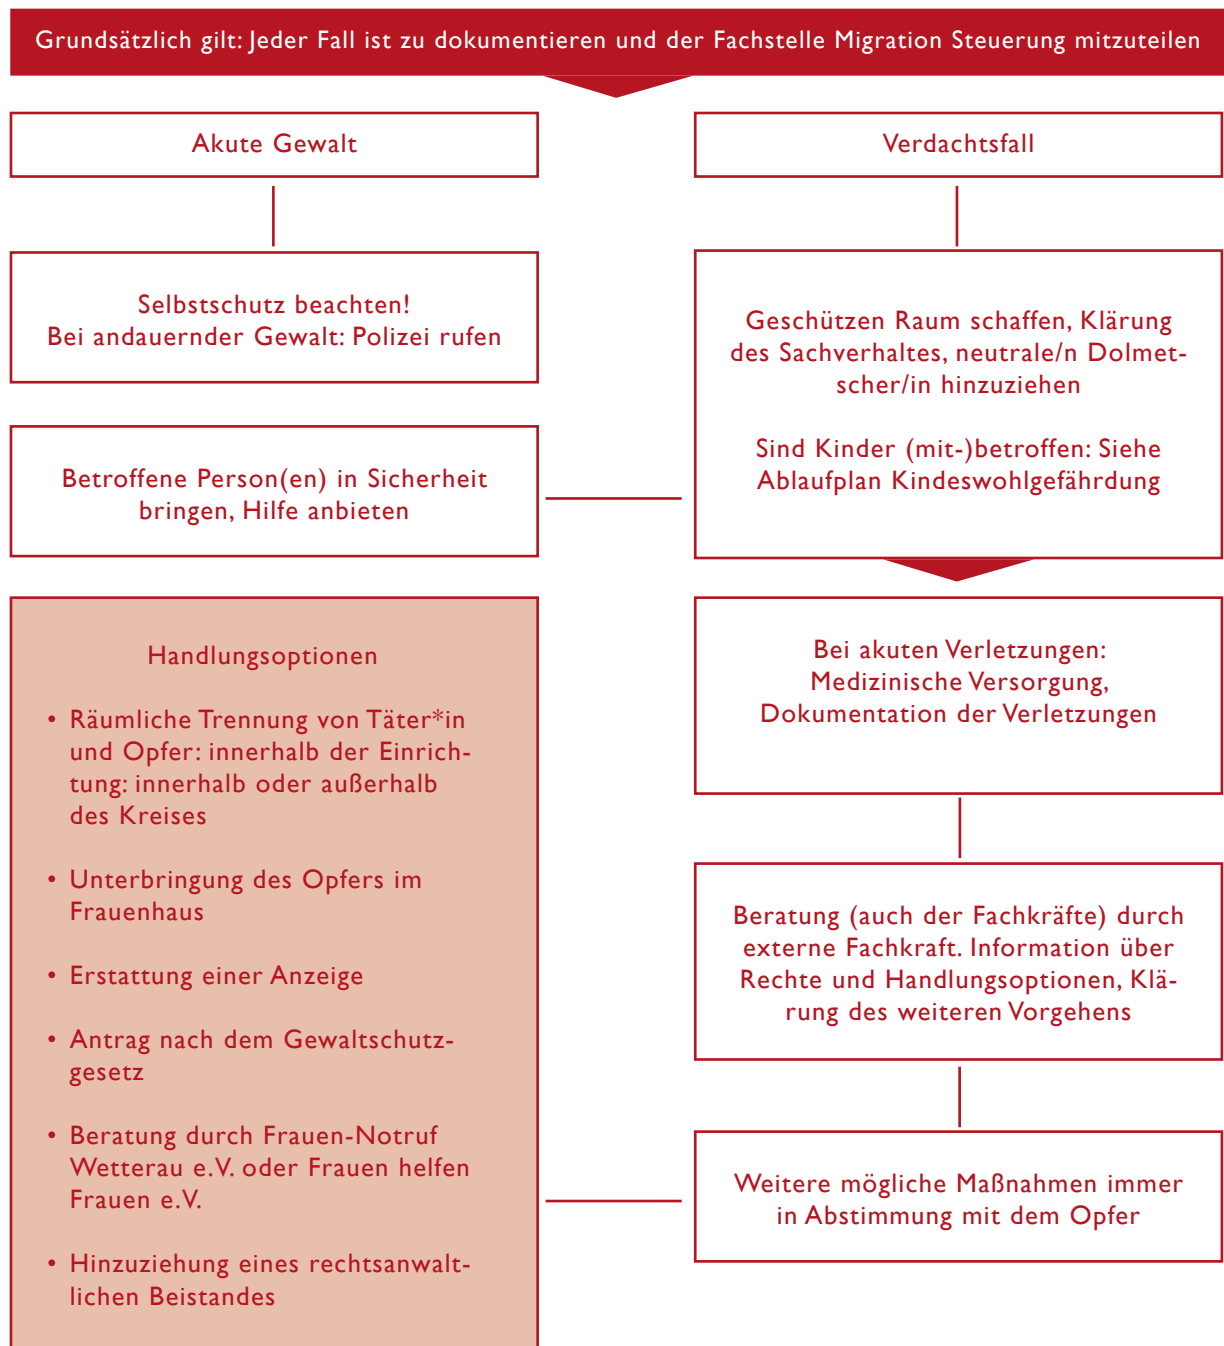 Grundsätzlich gilt: Jeder Fall ist zu dokumentieren und der Fachstelle Migration Steuerung mitzuteilen
Akute Gewalt
Selbstschutz beachten!
Bei andauernder Gewalt: Polizei rufen
Betroffene Person(en) in Sicherheit
bringen, Hilfe anbieten
Verdachtsfall
Geschützen Raum schaffen, Klärung
des Sachverhaltes, neutrale/n Dolmet-
scher/in hinzuziehen
Sind Kinder (mit-)betroffen: Siehe
Ablaufplan Kindeswohlgefährdung
Bei akuten Verletzungen:
Medizinische Versorgung,
Dokumentation der Verletzungen
Beratung (auch der Fachkräfte) durch
externe Fachkraft. Information über
Rechte und Handlungsoptionen, Klä-
rung des weiteren Vorgehens
Weitere mögliche Maßnahmen immer
in Abstimmung mit dem Opfer
Handlungsoptionen
• Räumliche Trennung von Täter*in
und Opfer: innerhalb der Einrich-
tung: innerhalb oder außerhalb
des Kreises
• Unterbringung des Opfers im
Frauenhaus
• Erstattung einer Anzeige
• Antrag nach dem Gewaltschutz-
gesetz
• Beratung durch Frauen-Notruf
Wetterau e.V. oder Frauen helfen
Frauen e.V.
• Hinzuziehung eines rechtsanwalt-
lichen Beistandes